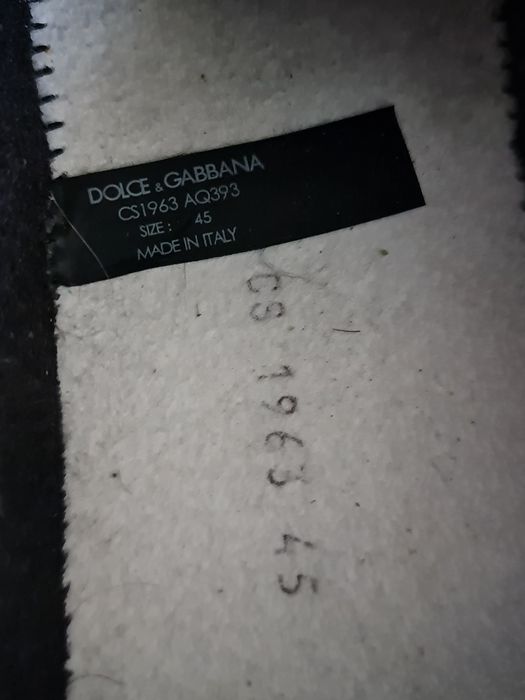 DOLCE & GABBANA
CS1963 AQ393
SIZE: 45
MADE IN ITALY
CS 1963 45